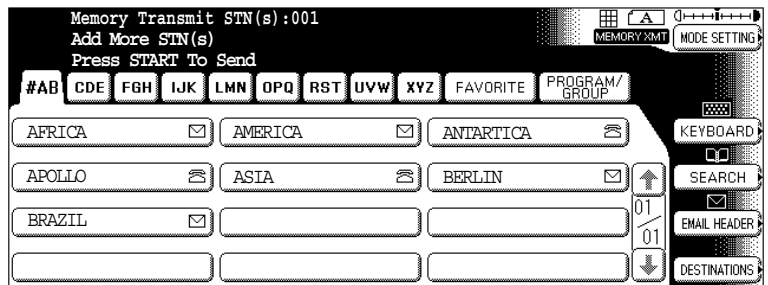 Memory Transmit STN(s):001
Add More STN(s)
Press START To Send
A
MEMORY XMT
MODE SETTING
#AB CDE FGH IJK LMN OPQ RST UVW XYZ FAVORITE PROGRAM/
GROUP
AFRICA AMERICA ANTARTICA
KEYBOARD
APOLLO ASIA BERLIN
SEARCH
BRAZIL
01
/
01
EMAIL HEADER
DESTINATIONS